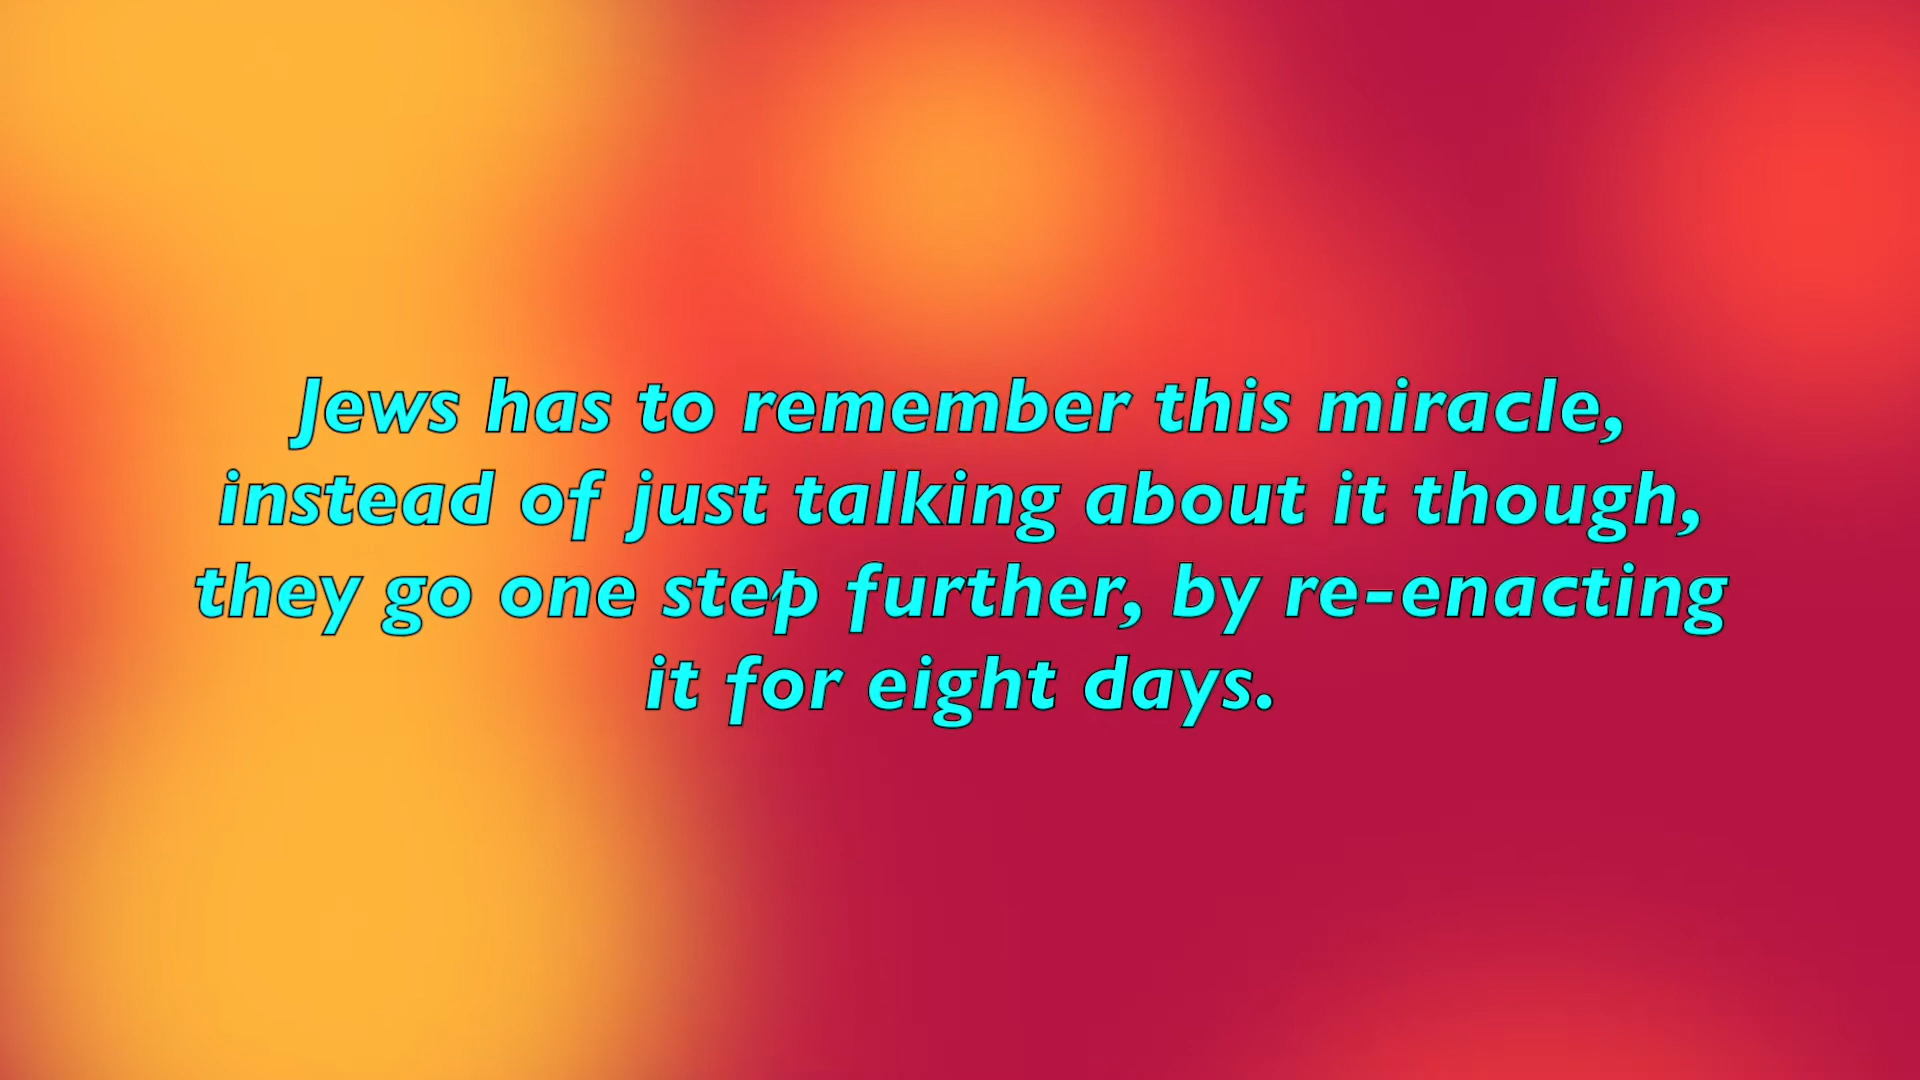 Jews has to remember this miracle,
instead of just talking about it though,
they go one step further, by re-enacting
it for eight days.